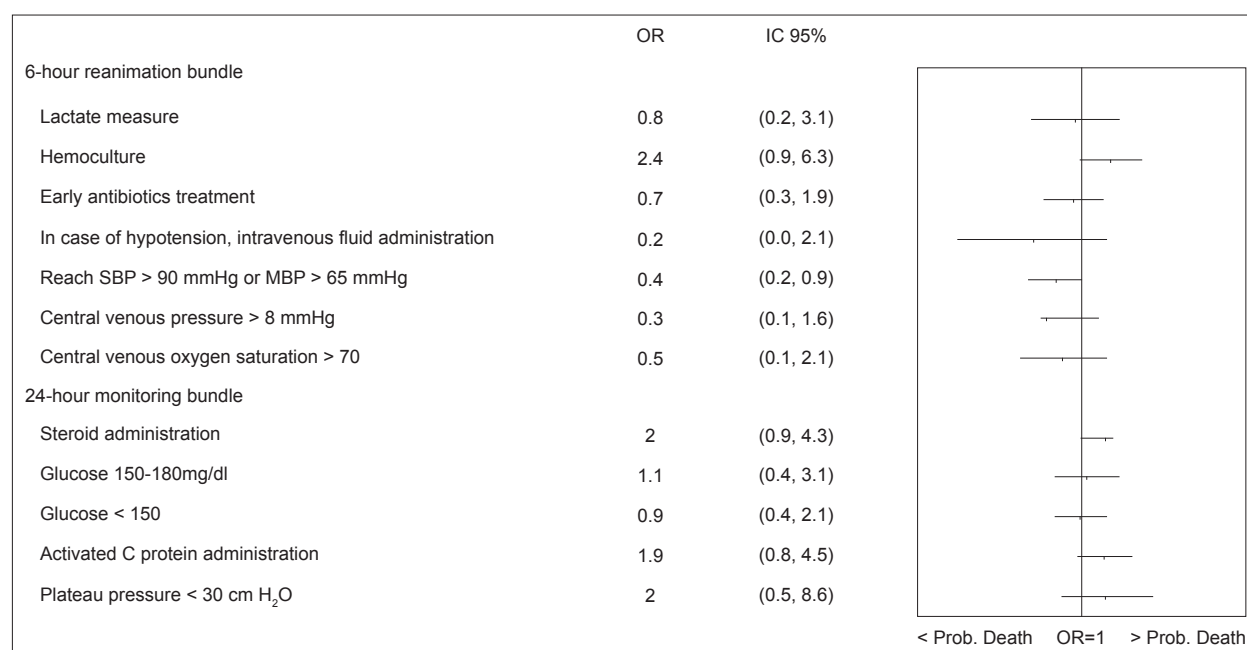 OR IC 95%
6-hour reanimation bundle
Lactate measure 0.8 (0.2, 3.1)
Hemoculture 2.4 (0.9, 6.3)
Early antibiotics treatment 0.7 (0.3, 1.9)
In case of hypotension, intravenous fluid administration 0.2 (0.0, 2.1)
Reach SBP > 90 mmHg or MBP > 65 mmHg 0.4 (0.2, 0.9)
Central venous pressure > 8 mmHg 0.3 (0.1, 1.6)
Central venous oxygen saturation > 70 0.5 (0.1, 2.1)
24-hour monitoring bundle
Steroid administration 2 (0.9, 4.3)
Glucose 150-180mg/dl 1.1 (0.4, 3.1)
Glucose < 150 0.9 (0.4, 2.1)
Activated C protein administration 1.9 (0.8, 4.5)
Plateau pressure < 30 cm H₂O 2 (0.5, 8.6)
< Prob. Death OR=1 > Prob. Death